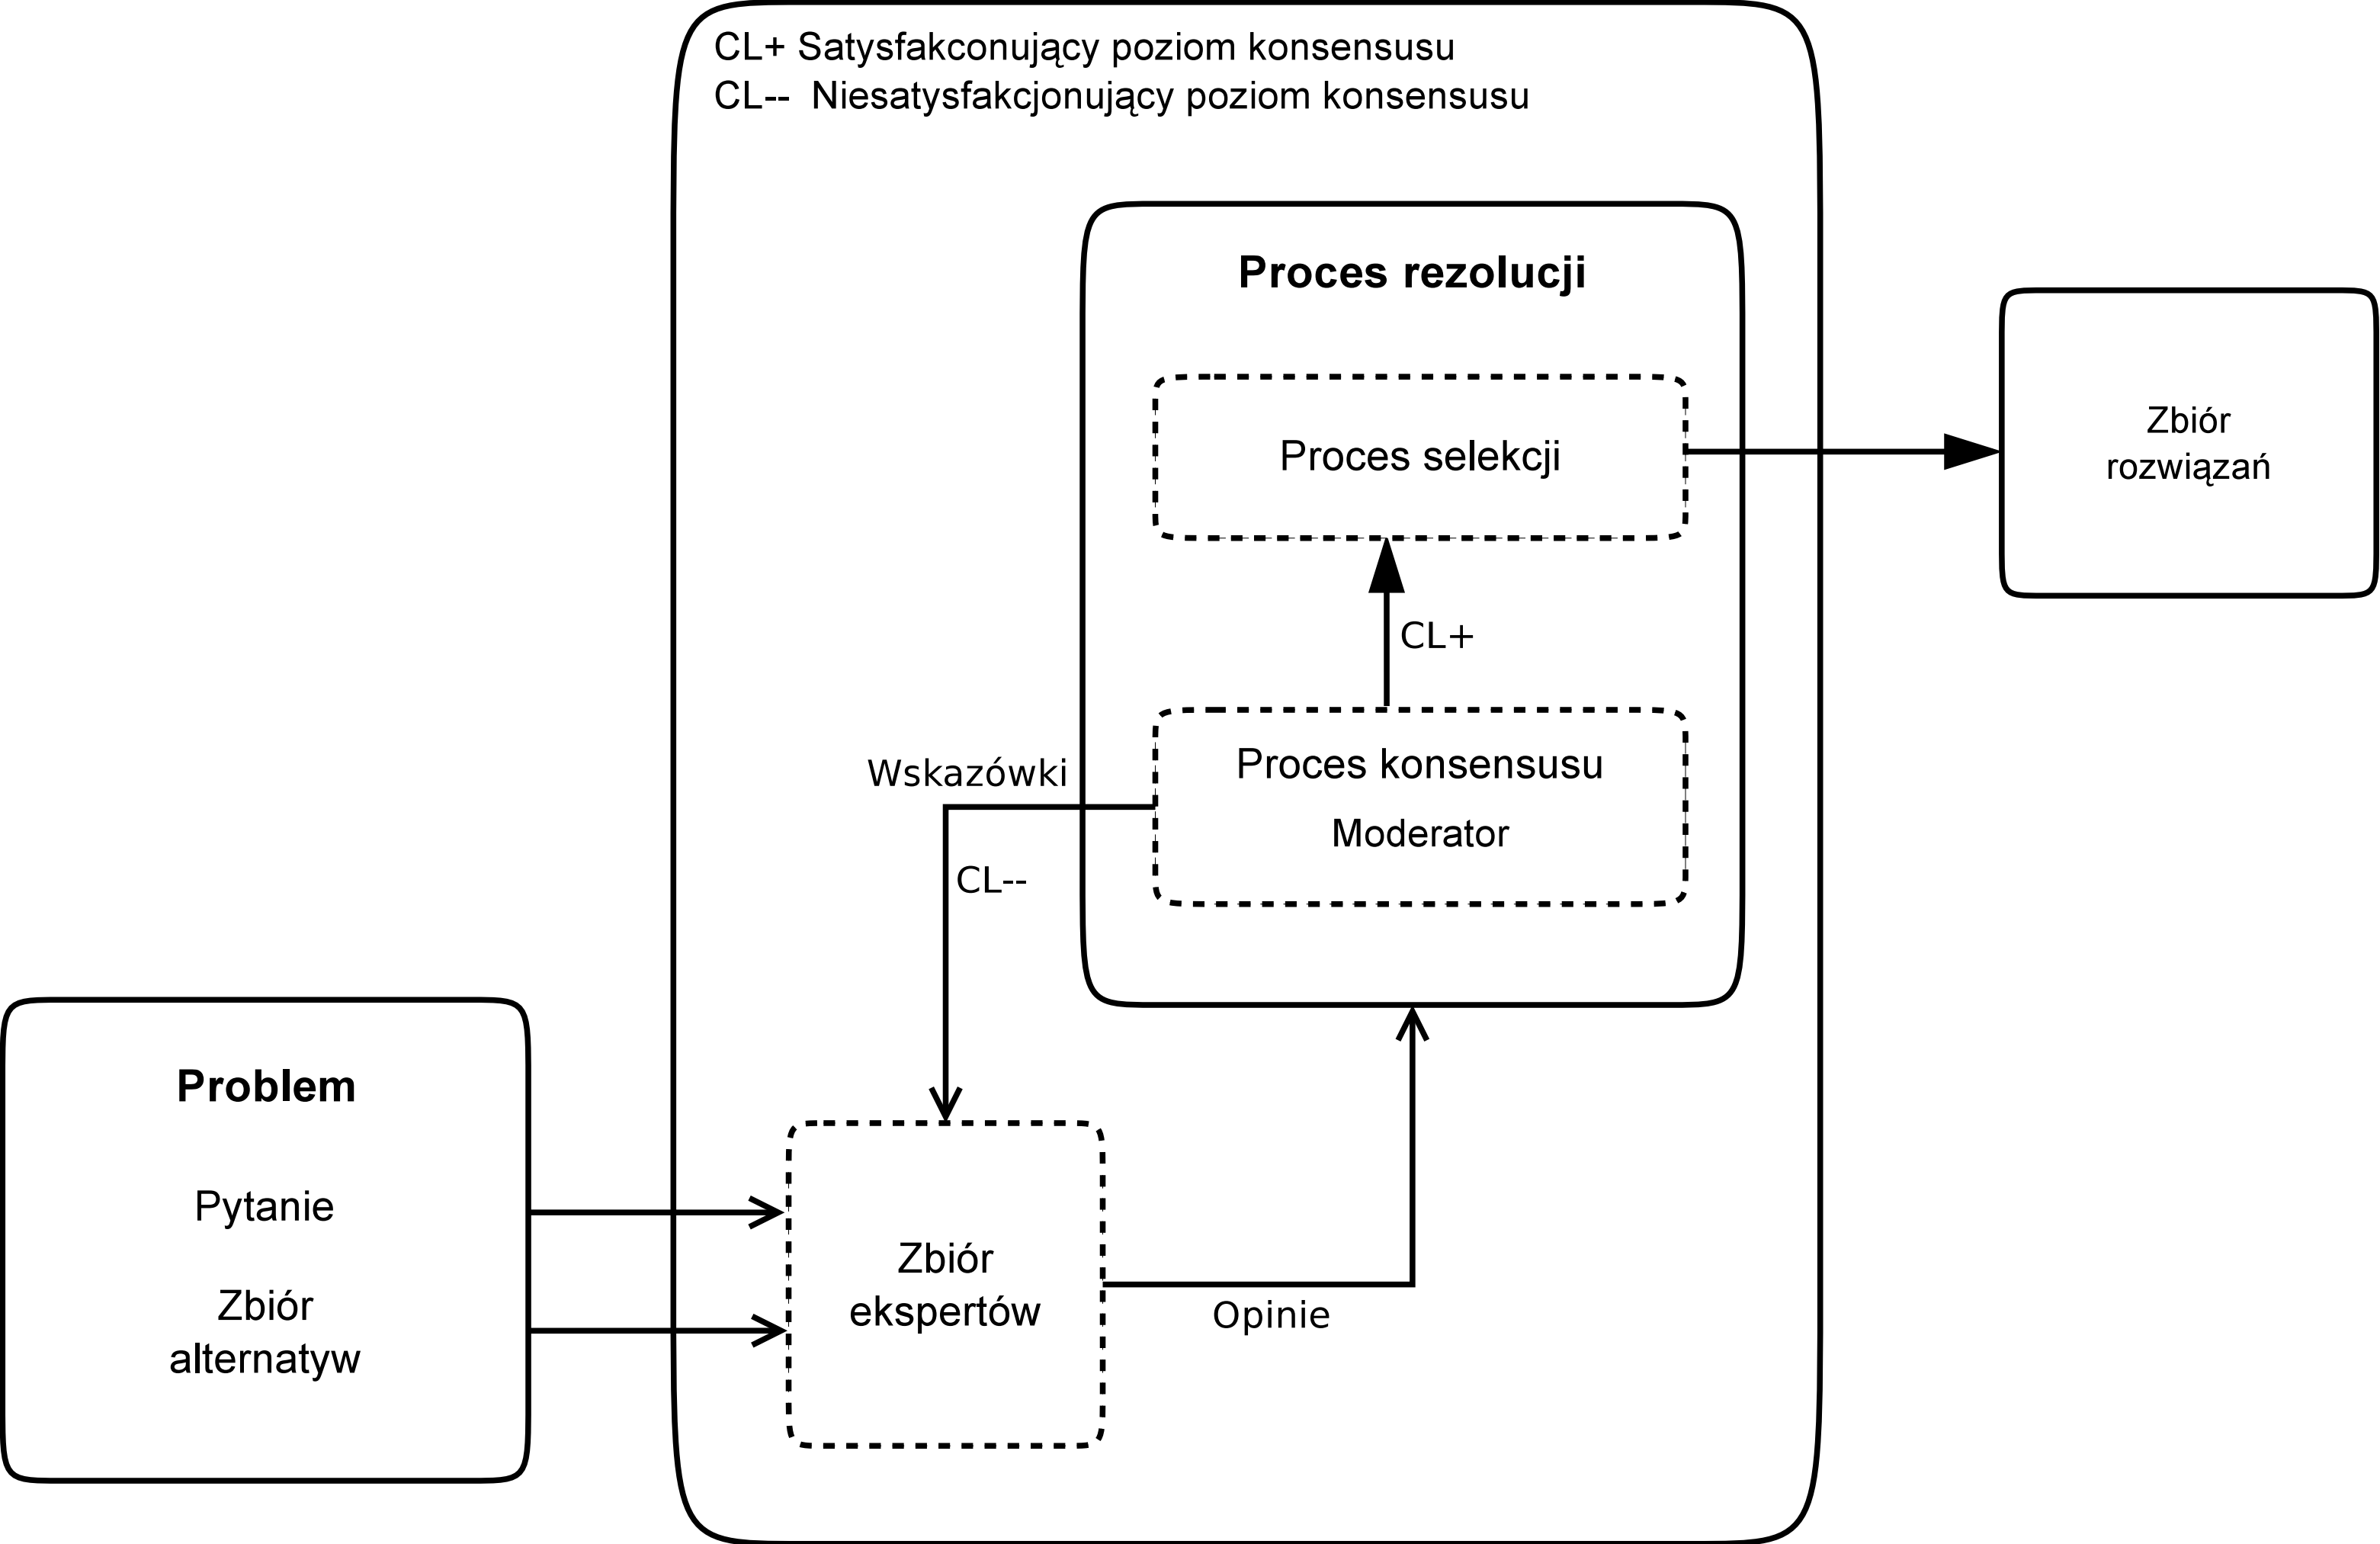 CL+ Satysfakconujący poziom konsensusu
CL-- Niesatysfakcjonujący poziom konsensusu
Proces rezolucji
Proces selekcji
Zbiór
rozwiązań
CL+
Proces konsensusu
Moderator
Wskazówki
CL--
Problem
Pytanie
Zbiór
alternatyw
Zbiór
ekspertów
Opinie